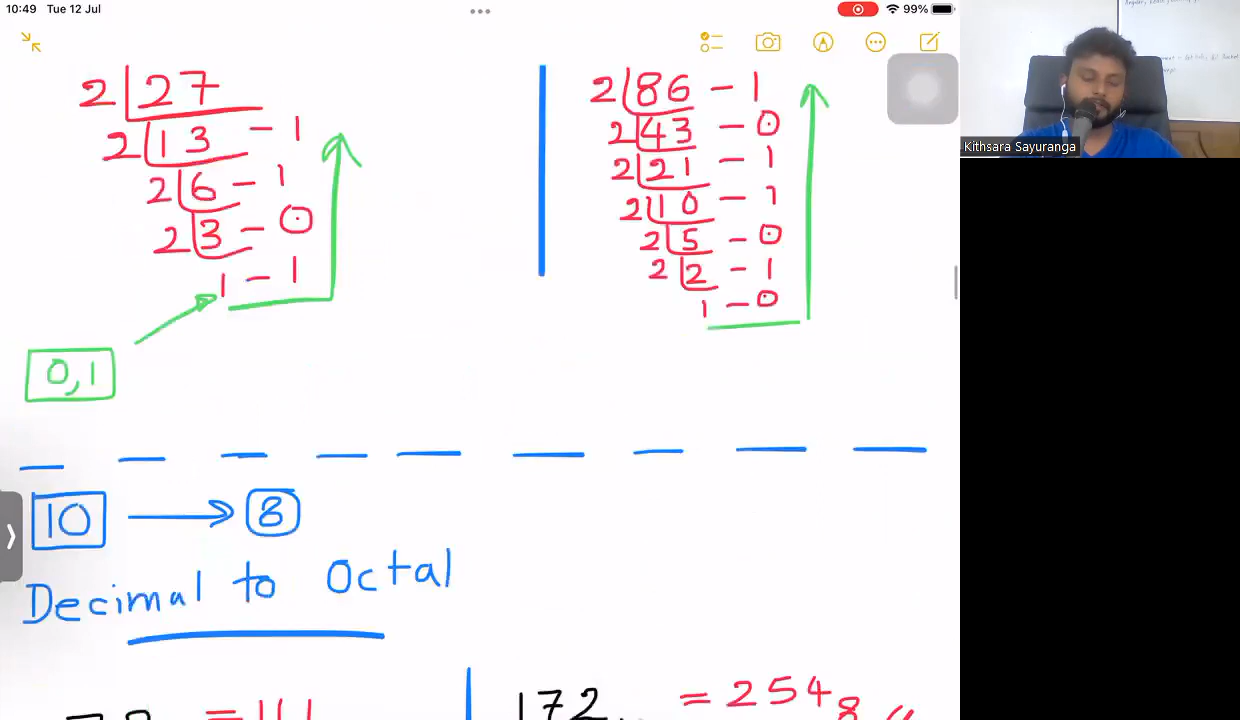 10:49 Tue 12 Jul
99%
2 27
2 13 - 1
2 6 - 1
2 3 - 0
1 - 1
0,1
2 86 - 1
2 43 - 0
2 21 - 1
2 10 - 1
2 5 - 0
2 2 - 1
1 - 0
10 → 8
Decimal to Octal
= 111
172
= 254 8
Kithsara Sayuranga